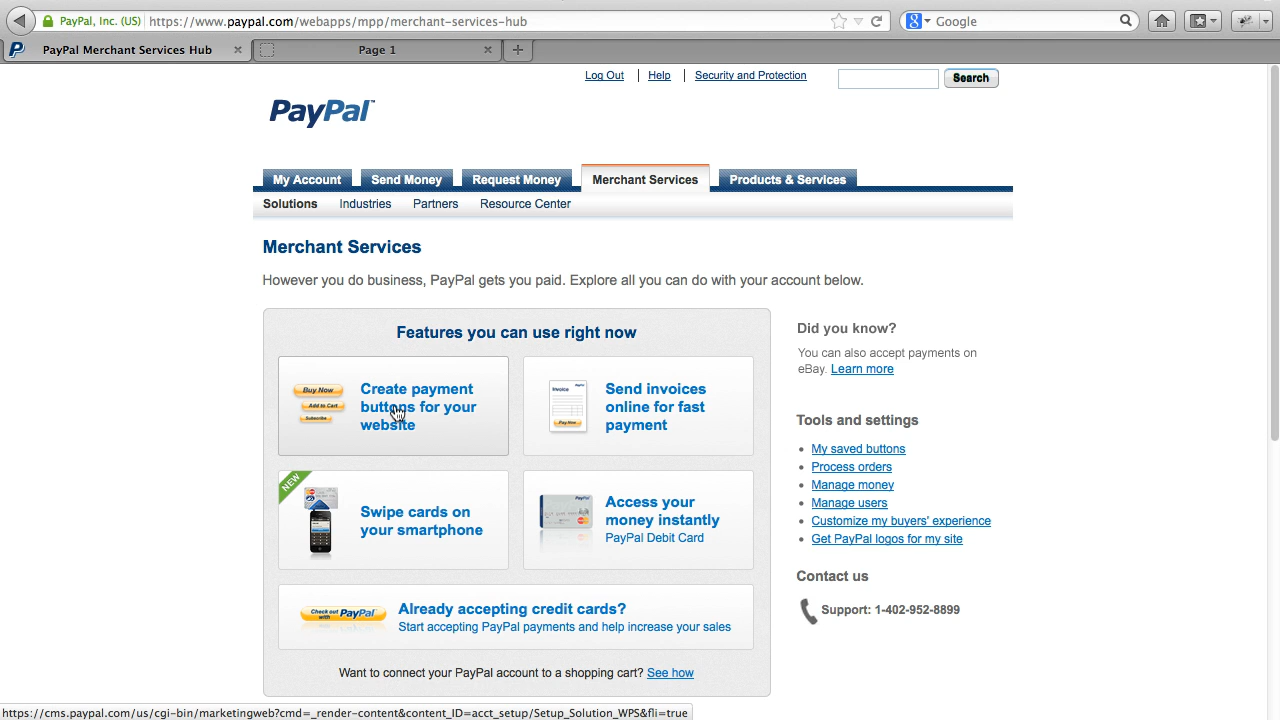 PayPal, Inc. (US)
https://www.paypal.com/webapps/mpp/merchant-services-hub
Google
PayPal Merchant Services Hub
Page 1
Log Out
Help
Security and Protection
Search
PayPal™
My Account
Send Money
Request Money
Merchant Services
Products & Services
Solutions
Industries
Partners
Resource Center
Merchant Services
However you do business, PayPal gets you paid. Explore all you can do with your account below.
Features you can use right now
Buy Now
Add to Cart
Subscribe
Create payment
buttons for your
website
Invoice
Pay Now
Send invoices
online for fast
payment
NEW
Swipe cards on
your smartphone
PayPal
Access your
money instantly
PayPal Debit Card
Check out
with PayPal
Already accepting credit cards?
Start accepting PayPal payments and help increase your sales
Want to connect your PayPal account to a shopping cart? See how
Did you know?
You can also accept payments on
eBay. Learn more
Tools and settings
My saved buttons
Process orders
Manage money
Manage users
Customize my buyers' experience
Get PayPal logos for my site
Contact us
Support: 1-402-952-8899
https://cms.paypal.com/us/cgi-bin/marketingweb?cmd=_render-content&content_ID=acct_setup/Setup_Solution_WPS&fli=true